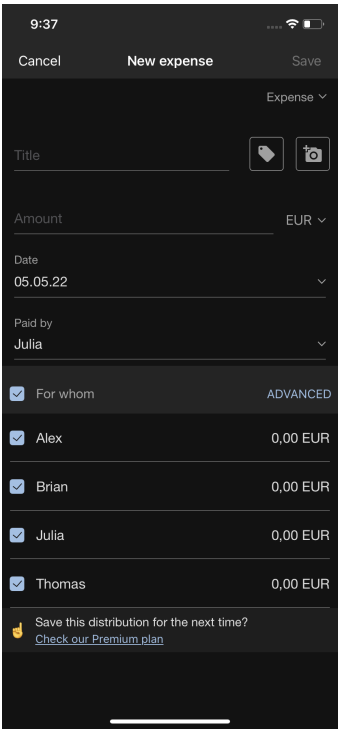 9:37
Cancel New expense Save
Expense
Title
Amount EUR
Date
05.05.22
Paid by
Julia
For whom ADVANCED
Alex 0,00 EUR
Brian 0,00 EUR
Julia 0,00 EUR
Thomas 0,00 EUR
Save this distribution for the next time?
Check our Premium plan